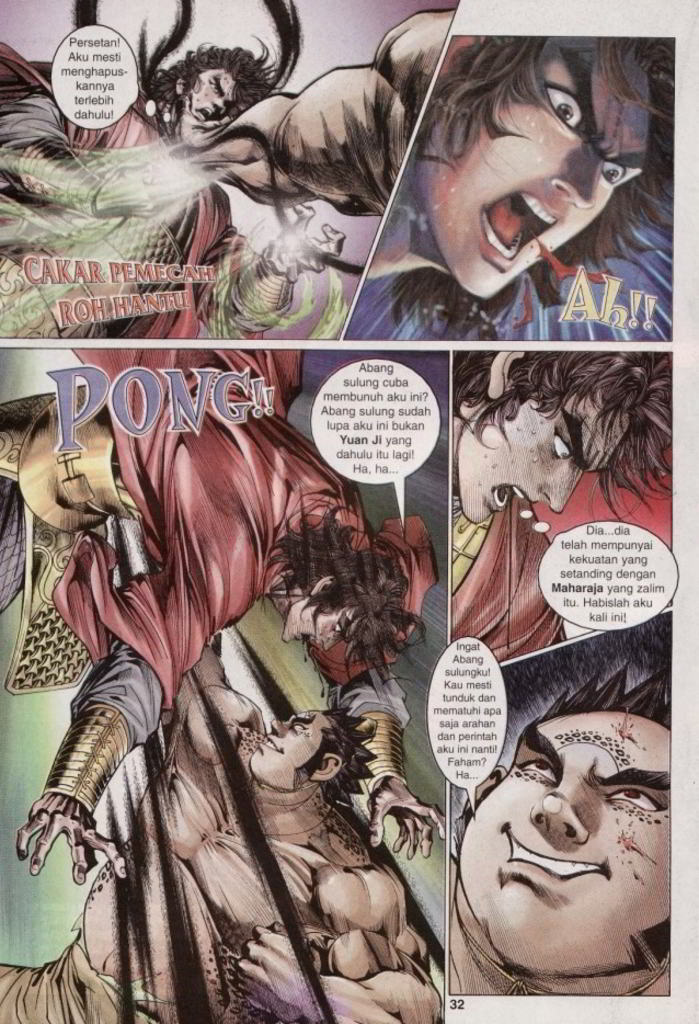 Persetan!
Aku mesti
menghapus-
kannya
terlebih
dahulu!
CAKAR PEMECAH
ROH HANTU
Ah!!
PONG!!
Abang
sulung cuba
membunuh aku ini?
Abang sulung sudah
lupa aku ini bukan
Yuan Ji yang
dahulu itu lagi!
Ha, ha...
Dia...dia
telah mempunyai
kekuatan yang
setanding dengan
Maharaja yang zalim
itu. Habislah aku
kali ini!
Ingat
Abang
sulung!
Kau mesti
tunduk dan
mematuhi apa
saja arahan
dan perintah
aku ini nanti!
Faham?
Ha...
32